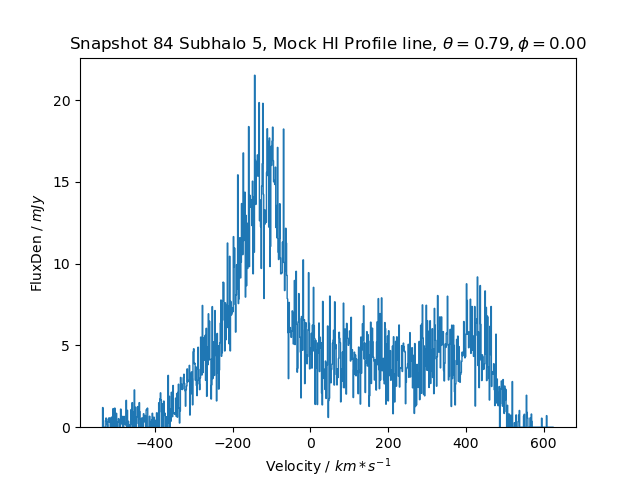 Snapshot 84 Subhalo 5, Mock HI Profile line, θ = 0.79, ϕ = 0.00
FluxDen / mJy
20
15
10
5
0
−400 −200 0 200 400 600
Velocity / km * s⁻¹